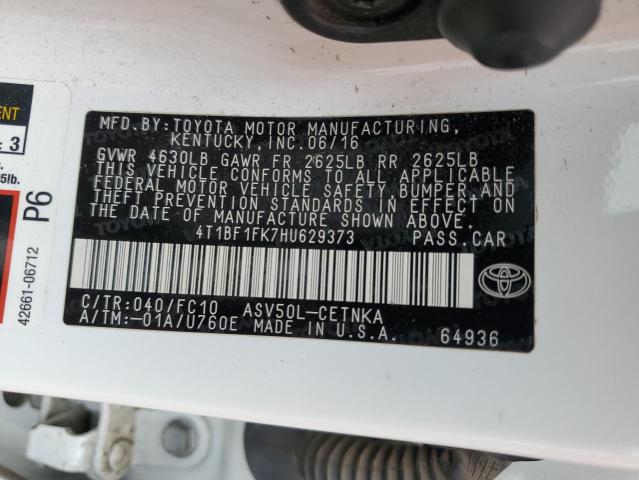 MFD.BY: TOYOTA MOTOR MANUFACTURING,
KENTUCKY, INC. 06/16
GVWR 4630LB GAWR FR 2625LB RR 2625LB
THIS VEHICLE CONFORMS TO ALL APPLICABLE
FEDERAL MOTOR VEHICLE SAFETY, BUMPER, AND
THEFT PREVENTION STANDARDS IN EFFECT ON
THE DATE OF MANUFACTURE SHOWN ABOVE.
4T1BF1FK7HU629373 PASS.CAR
C/TR: 040/FC10 ASV50L-CETNKA
A/TM:-01A/U760E MADE IN U.S.A. 64936
3
P6
42661-06712